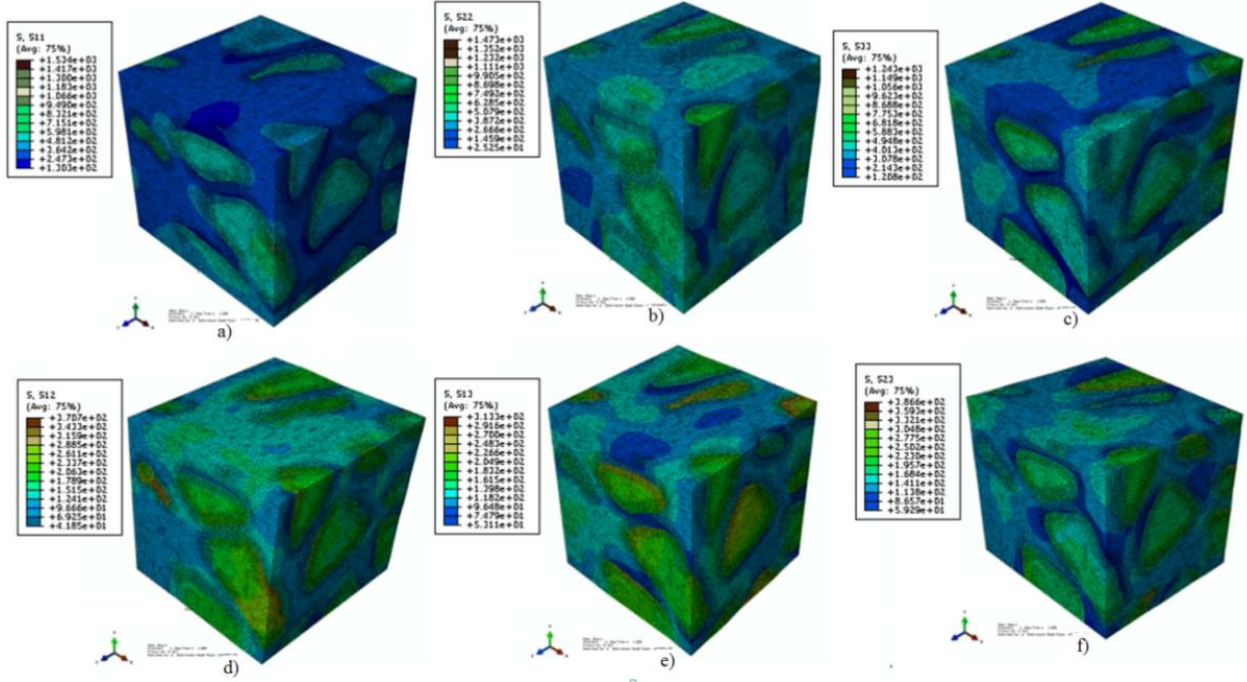 S, S11
(Avg: 75%)
+1.534e+03
+1.417e+03
+1.300e+03
+1.183e+03
+1.066e+03
+9.490e+02
+8.321e+02
+7.151e+02
+5.981e+02
+4.812e+02
+3.642e+02
+2.473e+02
+1.303e+02
a)
S, S22
(Avg: 75%)
+1.473e+03
+1.352e+03
+1.232e+03
+1.111e+03
+9.905e+02
+8.698e+02
+7.492e+02
+6.285e+02
+5.079e+02
+3.872e+02
+2.666e+02
+1.459e+02
+2.525e+01
b)
S, S33
(Avg: 75%)
+1.243e+03
+1.149e+03
+1.056e+03
+9.623e+02
+8.688e+02
+7.753e+02
+6.818e+02
+5.883e+02
+4.948e+02
+4.013e+02
+3.078e+02
+2.143e+02
+1.208e+02
c)
S, S12
(Avg: 75%)
+3.707e+02
+3.433e+02
+3.159e+02
+2.885e+02
+2.611e+02
+2.337e+02
+2.063e+02
+1.789e+02
+1.515e+02
+1.241e+02
+9.666e+01
+6.925e+01
+4.185e+01
d)
S, S13
(Avg: 75%)
+3.133e+02
+2.916e+02
+2.700e+02
+2.483e+02
+2.266e+02
+2.049e+02
+1.832e+02
+1.615e+02
+1.398e+02
+1.182e+02
+9.648e+01
+7.479e+01
+5.311e+01
e)
S, S23
(Avg: 75%)
+3.866e+02
+3.593e+02
+3.321e+02
+3.048e+02
+2.775e+02
+2.502e+02
+2.230e+02
+1.957e+02
+1.684e+02
+1.411e+02
+1.138e+02
+8.657e+01
+5.929e+01
f)